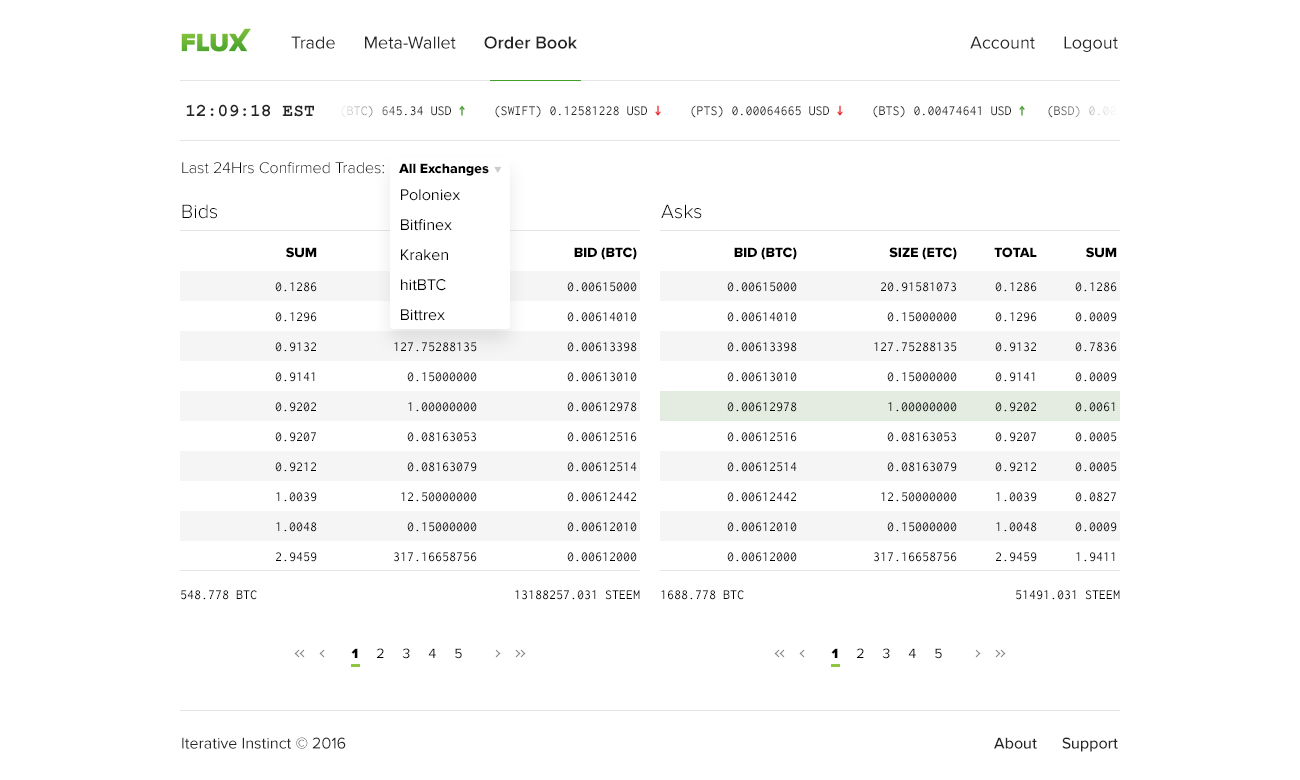 FLUX Trade Meta-Wallet Order Book Account Logout
12:09:18 EST (BTC) 645.34 USD ↑ (SWIFT) 0.12581228 USD ↓ (PTS) 0.00064665 USD ↓ (BTS) 0.00474641 USD ↑ (BSD) 0.00
Last 24Hrs Confirmed Trades: All Exchanges ▼
Poloniex
Bitfinex
Kraken
hitBTC
Bittrex
Bids
SUM BID (BTC)
0.1286 0.00615000
0.1296 0.00614010
0.9132 127.75288135 0.00613398
0.9141 0.15000000 0.00613010
0.9202 1.00000000 0.00612978
0.9207 0.08163053 0.00612516
0.9212 0.08163079 0.00612514
1.0039 12.50000000 0.00612442
1.0048 0.15000000 0.00612010
2.9459 317.16658756 0.00612000
548.778 BTC 13188257.031 STEEM
« ‹ 1 2 3 4 5 › »
Asks
BID (BTC) SIZE (ETC) TOTAL SUM
0.00615000 20.91581073 0.1286 0.1286
0.00614010 0.15000000 0.1296 0.0009
0.00613398 127.75288135 0.9132 0.7836
0.00613010 0.15000000 0.9141 0.0009
0.00612978 1.00000000 0.9202 0.0061
0.00612516 0.08163053 0.9207 0.0005
0.00612514 0.08163079 0.9212 0.0005
0.00612442 12.50000000 1.0039 0.0827
0.00612010 0.15000000 1.0048 0.0009
0.00612000 317.16658756 2.9459 1.9411
1688.778 BTC 51491.031 STEEM
« ‹ 1 2 3 4 5 › »
Iterative Instinct © 2016 About Support